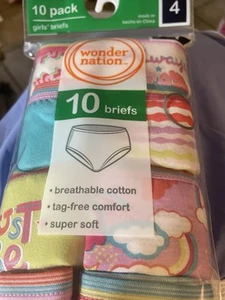 10 pack
girls' briefs
made in
hecho en China
4
wonder
nation™
10 briefs
• breathable cotton
• tag-free comfort
• super soft